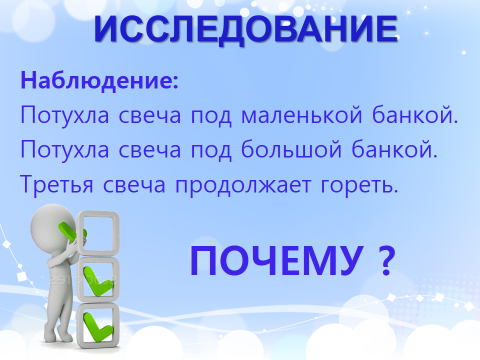 ИССЛЕДОВАНИЕ
Наблюдение:
Потухла свеча под маленькой банкой.
Потухла свеча под большой банкой.
Третья свеча продолжает гореть.
ПОЧЕМУ ?